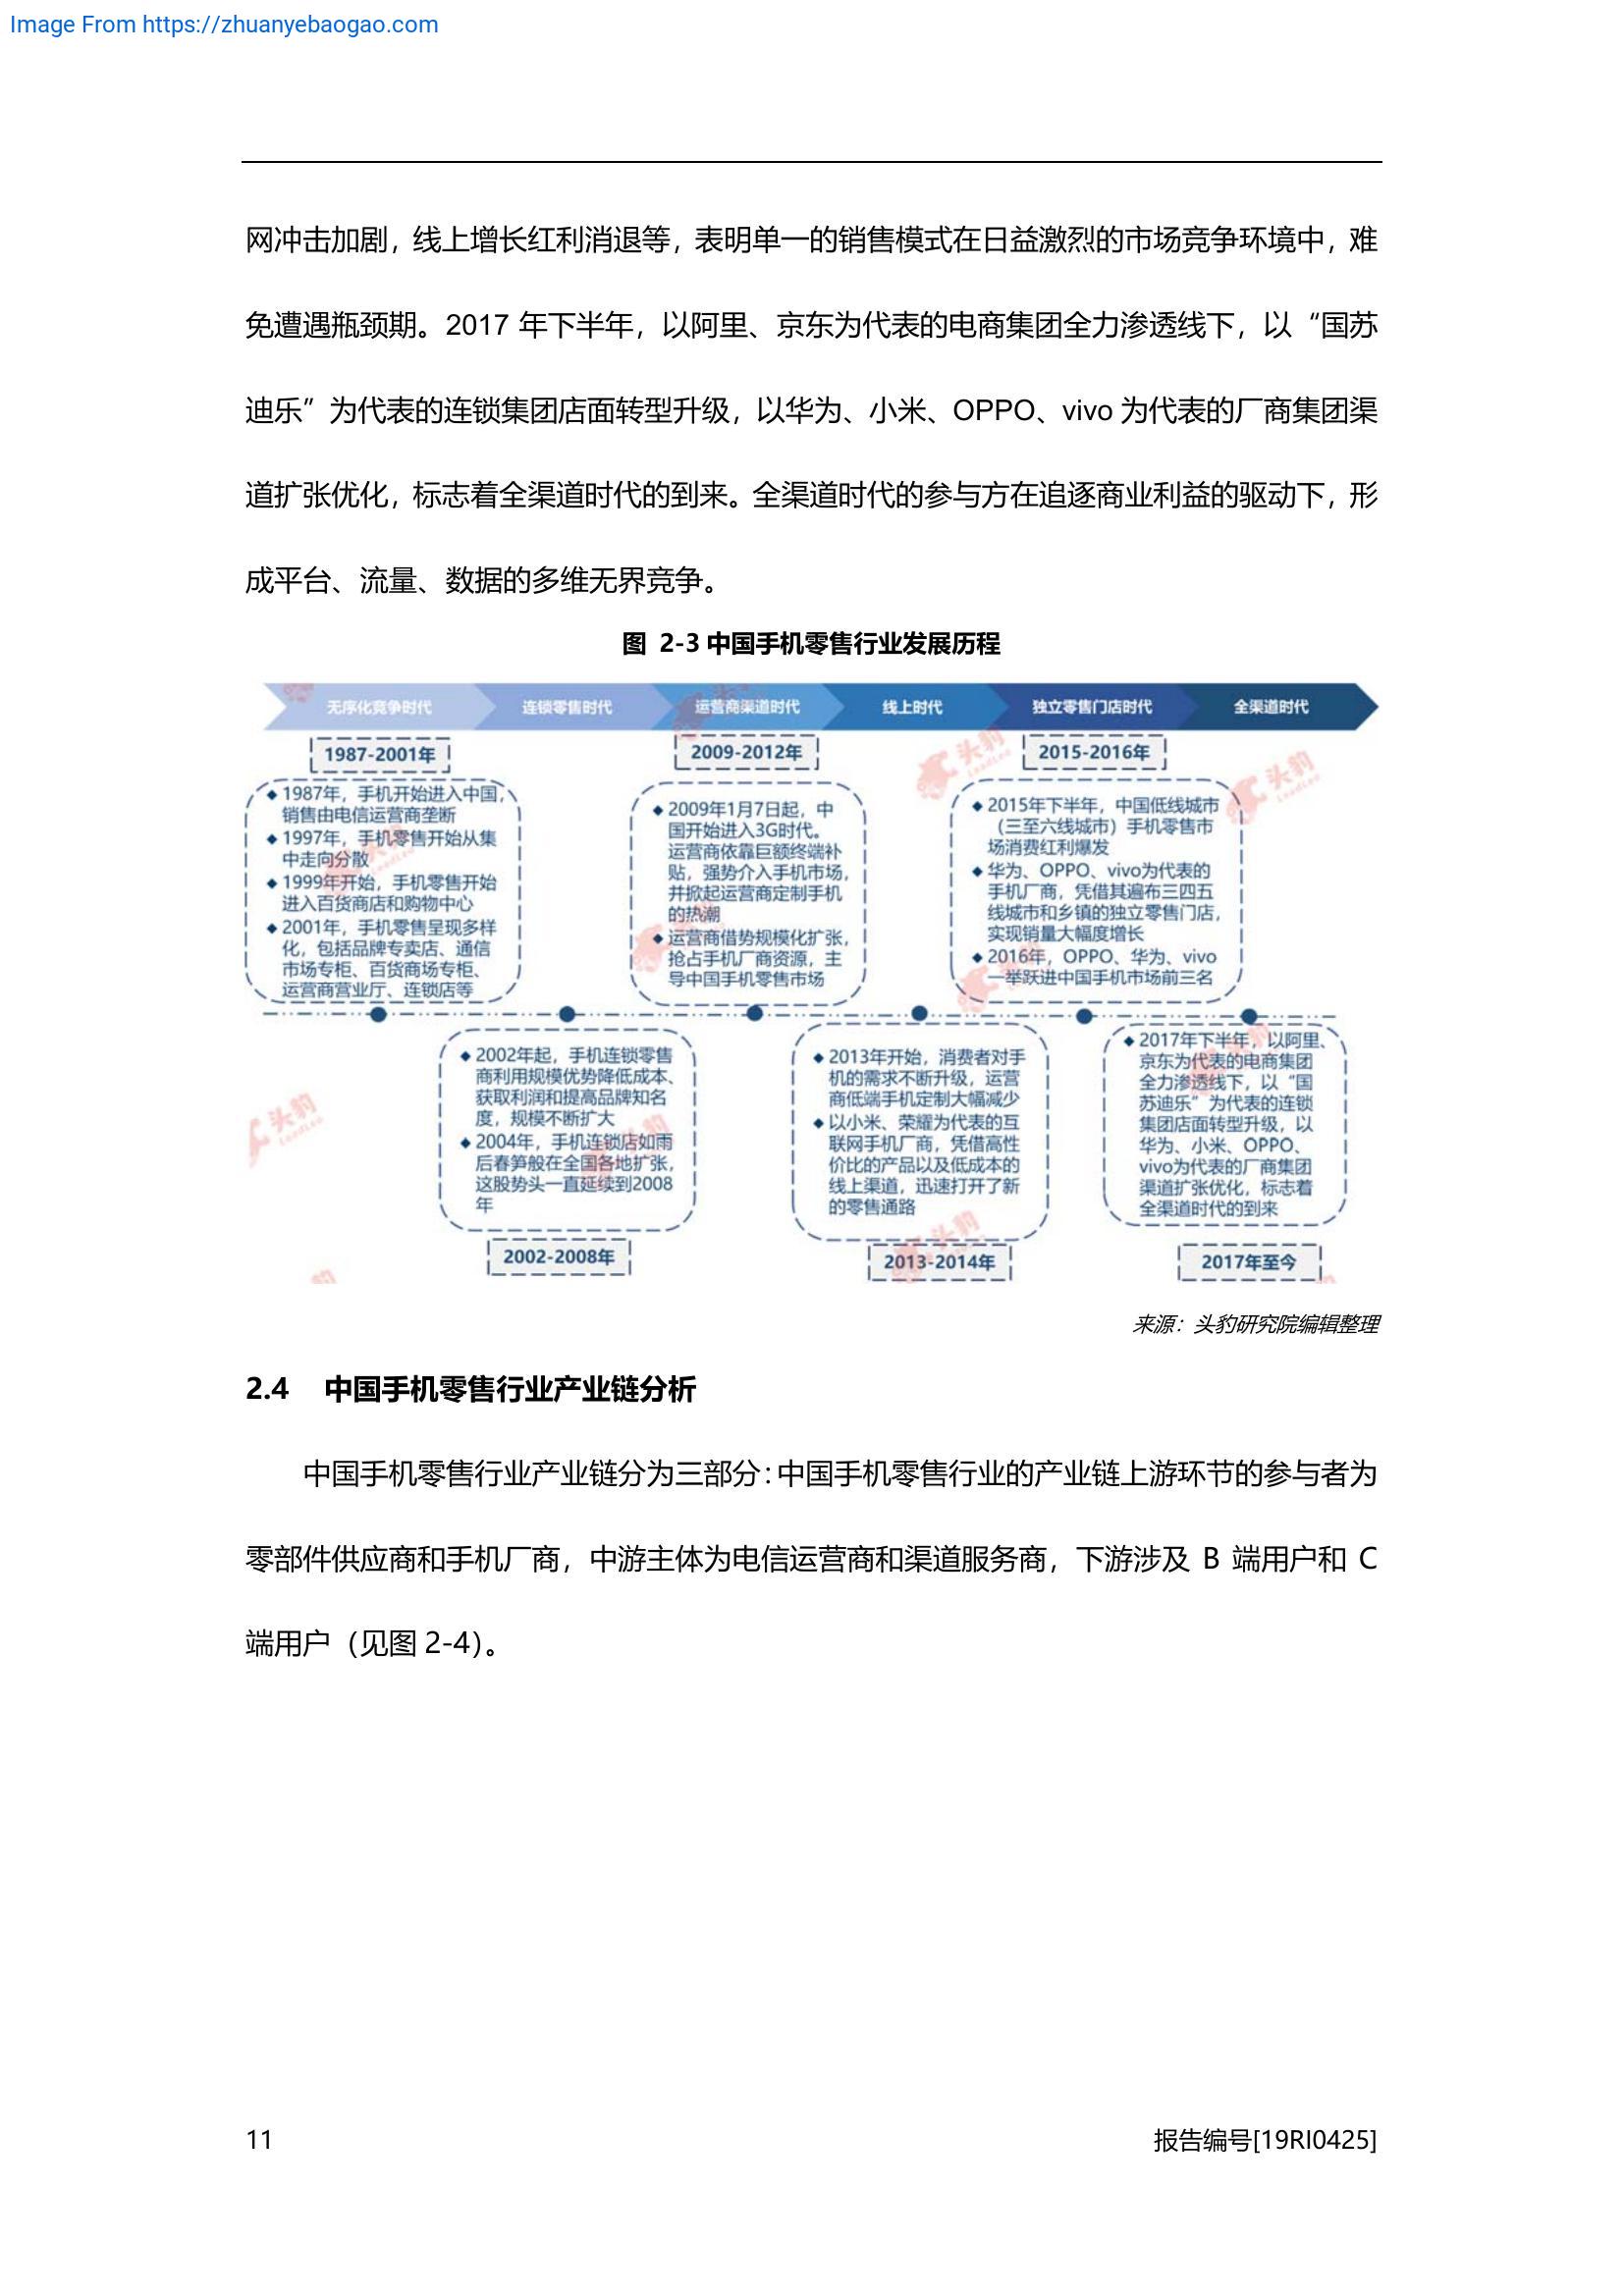 Image From https://zhuanyebaogao.com
网冲击加剧，线上增长红利消退等，表明单一的销售模式在日益激烈的市场竞争环境中，难
免遭遇瓶颈期。2017 年下半年，以阿里、京东为代表的电商集团全力渗透线下，以“国苏
迪乐”为代表的连锁集团店面转型升级，以华为、小米、OPPO、vivo 为代表的厂商集团渠
道扩张优化，标志着全渠道时代的到来。全渠道时代的参与方在追逐商业利益的驱动下，形
成平台、流量、数据的多维无界竞争。
图 2-3 中国手机零售行业发展历程
无序化竞争时代
连锁零售时代
运营商渠道时代
线上时代
独立零售门店时代
全渠道时代
1987-2001年
◆ 1987年，手机开始进入中国，
销售由电信运营商垄断
◆ 1997年，手机零售开始从集
中走向分散
◆ 1999年开始，手机零售开始
进入百货商店和购物中心
◆ 2001年，手机零售呈现多样
化，包括品牌专卖店、通信
市场专柜、百货商场专柜、
运营商营业厅、连锁店等
2009-2012年
◆ 2009年1月7日起，中
国开始进入3G时代。
运营商依靠巨额终端补
贴，强势介入手机市场，
并掀起运营商定制手机
的热潮
◆ 运营商借势规模化扩张，
抢占手机厂商资源，主
导中国手机零售市场
2015-2016年
◆ 2015年下半年，中国低线城市
（三至六线城市）手机零售市
场消费红利爆发
◆ 华为、OPPO、vivo为代表的
手机厂商，凭借其遍布三四五
线城市和乡镇的独立零售门店，
实现销量大幅度增长
◆ 2016年，OPPO、华为、vivo
一举跃进中国手机市场前三名
◆ 2002年起，手机连锁零售
商利用规模优势降低成本、
获取利润和提高品牌知名
度，规模不断扩大
◆ 2004年，手机连锁店如雨
后春笋般在全国各地扩张，
这股势头一直延续到2008
年
2002-2008年
◆ 2013年开始，消费者对手
机的需求不断升级，运营
商低端手机定制大幅减少
◆ 以小米、荣耀为代表的互
联网手机厂商，凭借高性
价比的产品以及低成本的
线上渠道，迅速打开了新
的零售通路
2013-2014年
◆ 2017年下半年，以阿里、
京东为代表的电商集团
全力渗透线下，以“国
苏迪乐”为代表的连锁
集团店面转型升级，以
华为、小米、OPPO、
vivo为代表的厂商集团
渠道扩张优化，标志着
全渠道时代的到来
2017年至今
头豹
LeadLeo
来源：头豹研究院编辑整理
2.4 中国手机零售行业产业链分析
中国手机零售行业产业链分为三部分：中国手机零售行业的产业链上游环节的参与者为
零部件供应商和手机厂商，中游主体为电信运营商和渠道服务商，下游涉及 B 端用户和 C
端用户（见图 2-4）。
11
报告编号[19RI0425]